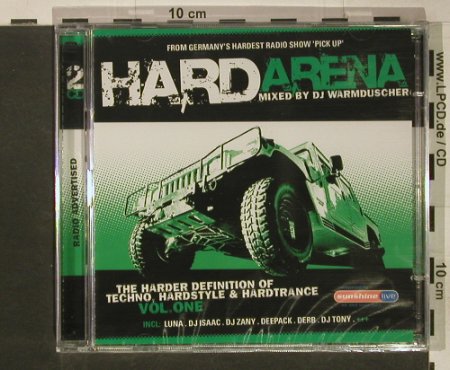 10 cm
FROM GERMANY'S HARDEST RADIO SHOW 'PICK UP'
HARDARENA
MIXED BY DJ WARMDUSCHER
2
RADIO ADVERTISED
THE HARDER DEFINITION OF
TECHNO, HARDSTYLE & HARDTRANCE
VOL.ONE
INCL: LUNA . DJ ISAAC . DJ ZANY . DEEPACK . DERB . DJ TONY . +++
sunshine live
www.LPCD.de / CD
10 cm